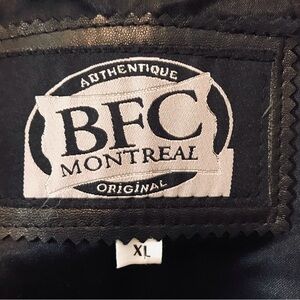 AUTHENTIQUE
BFC
MONTREAL
ORIGINAL
XL